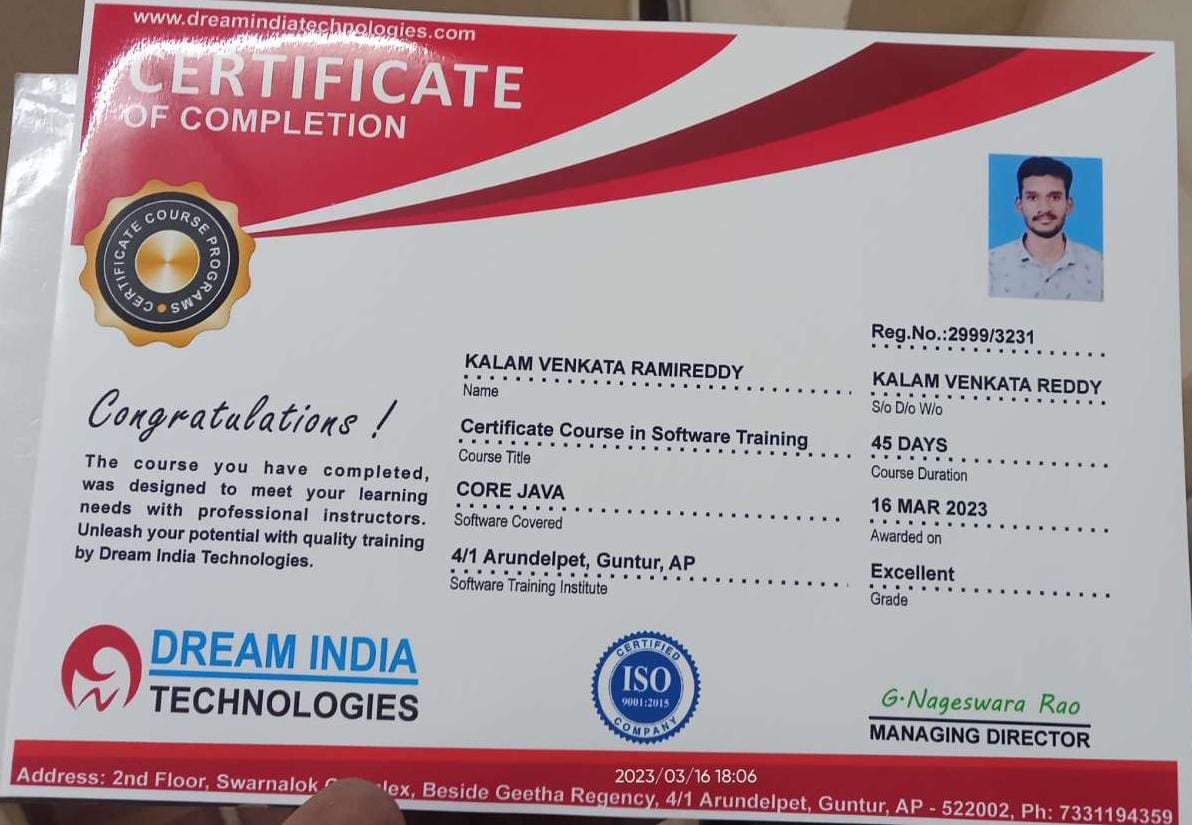 www.dreamindiatechnologies.com
CERTIFICATE
OF COMPLETION
CERTIFICATE COURSE PROGRAMS
Reg.No.:2999/3231
KALAM VENKATA RAMIREDDY
Name
KALAM VENKATA REDDY
S/o D/o W/o
Congratulations !
The course you have completed,
was designed to meet your learning
needs with professional instructors.
Unleash your potential with quality training
by Dream India Technologies.
Certificate Course in Software Training
Course Title
45 DAYS
Course Duration
CORE JAVA
Software Covered
16 MAR 2023
Awarded on
4/1 Arundelpet, Guntur, AP
Software Training Institute
Excellent
Grade
DREAM INDIA
TECHNOLOGIES
CERTIFIED
ISO
9001:2015
COMPANY
G.Nageswara Rao
MANAGING DIRECTOR
2023/03/16 18:06
Address: 2nd Floor, Swarnalok Beside Geetha Regency, 4/1 Arundelpet, Guntur, AP - 522002, Ph: 7331194359